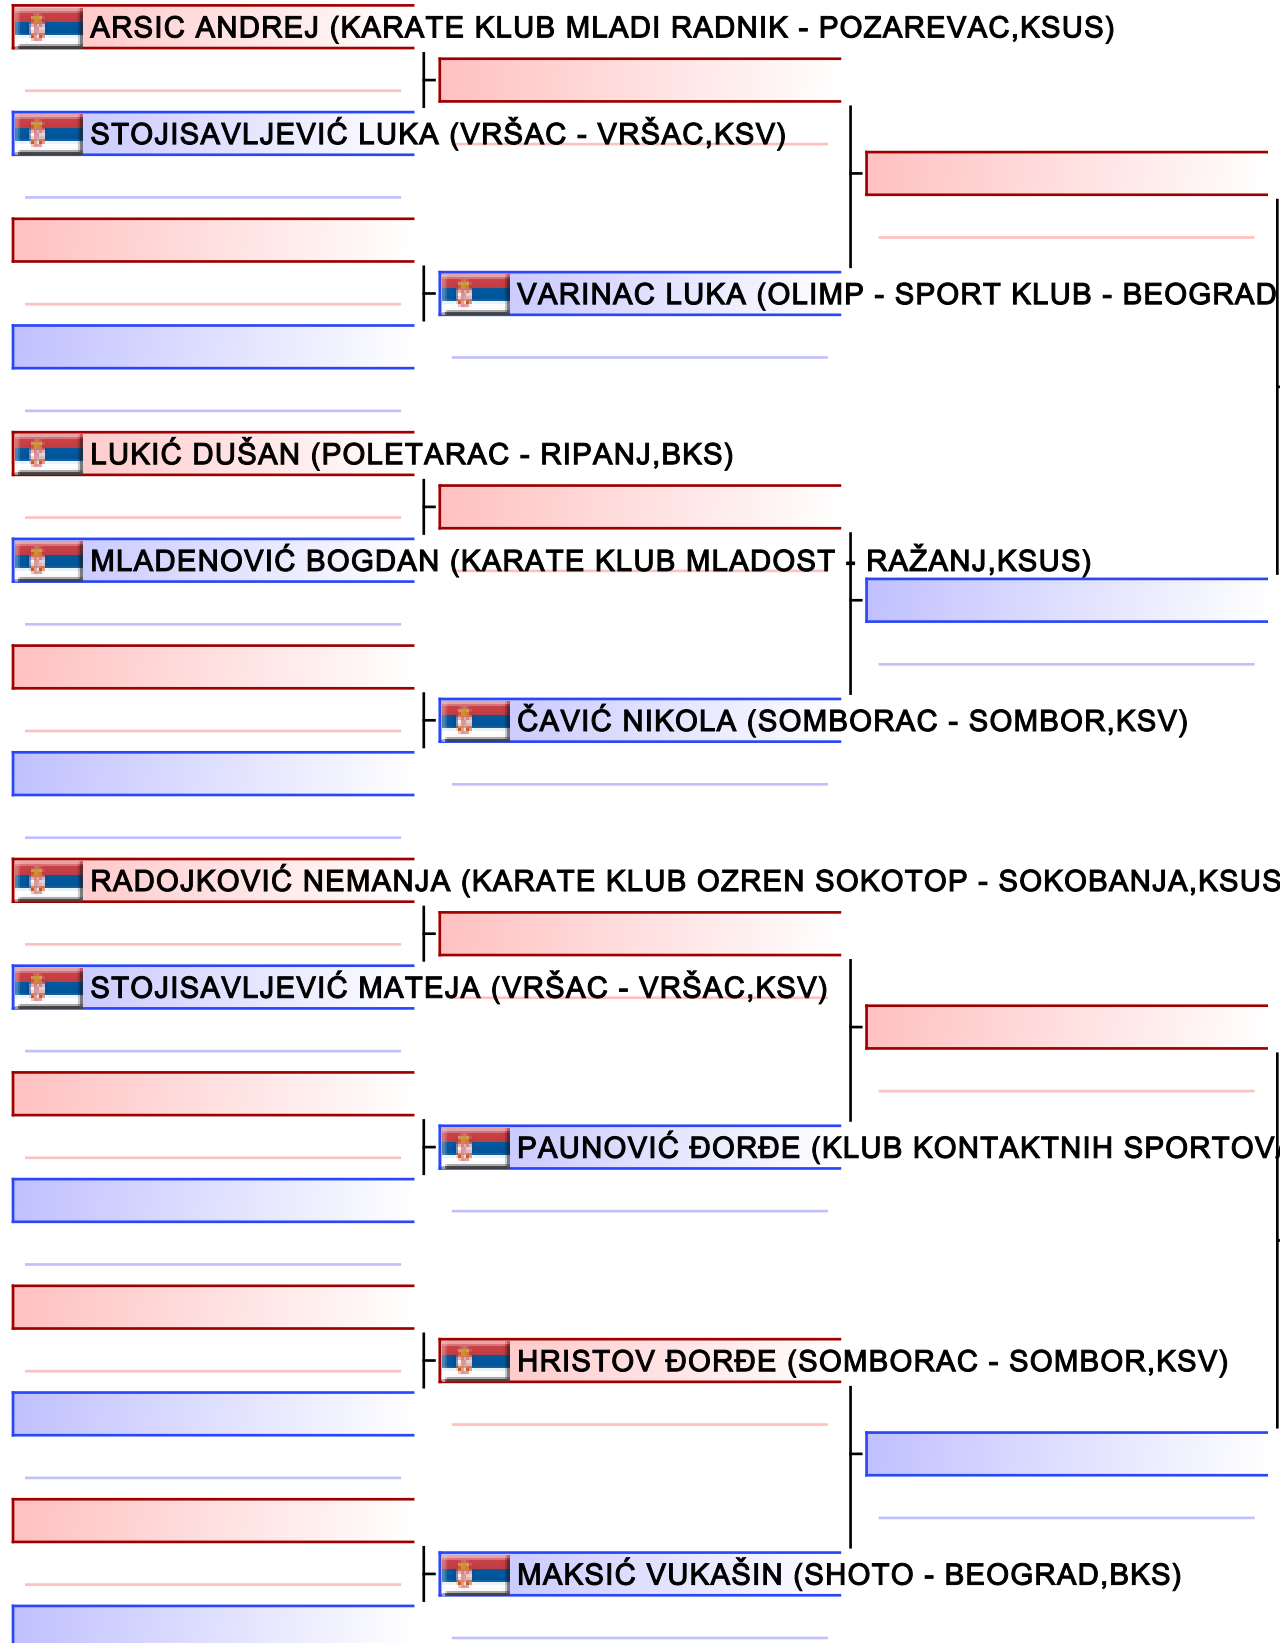 ARSIC ANDREJ (KARATE KLUB MLADI RADNIK - POZAREVAC,KSUS)
STOJISAVLJEVIĆ LUKA (VRŠAC - VRŠAC,KSV)
VARINAC LUKA (OLIMP - SPORT KLUB - BEOGRAD
LUKIĆ DUŠAN (POLETARAC - RIPANJ,BKS)
MLADENOVIĆ BOGDAN (KARATE KLUB MLADOST - RAŽANJ,KSUS)
ČAVIĆ NIKOLA (SOMBORAC - SOMBOR,KSV)
RADOJKOVIĆ NEMANJA (KARATE KLUB OZREN SOKOTOP - SOKOBANJA,KSUS
STOJISAVLJEVIĆ MATEJA (VRŠAC - VRŠAC,KSV)
PAUNOVIĆ ĐORĐE (KLUB KONTAKTNIH SPORTOVA
HRISTOV ĐORĐE (SOMBORAC - SOMBOR,KSV)
MAKSIĆ VUKAŠIN (SHOTO - BEOGRAD,BKS)